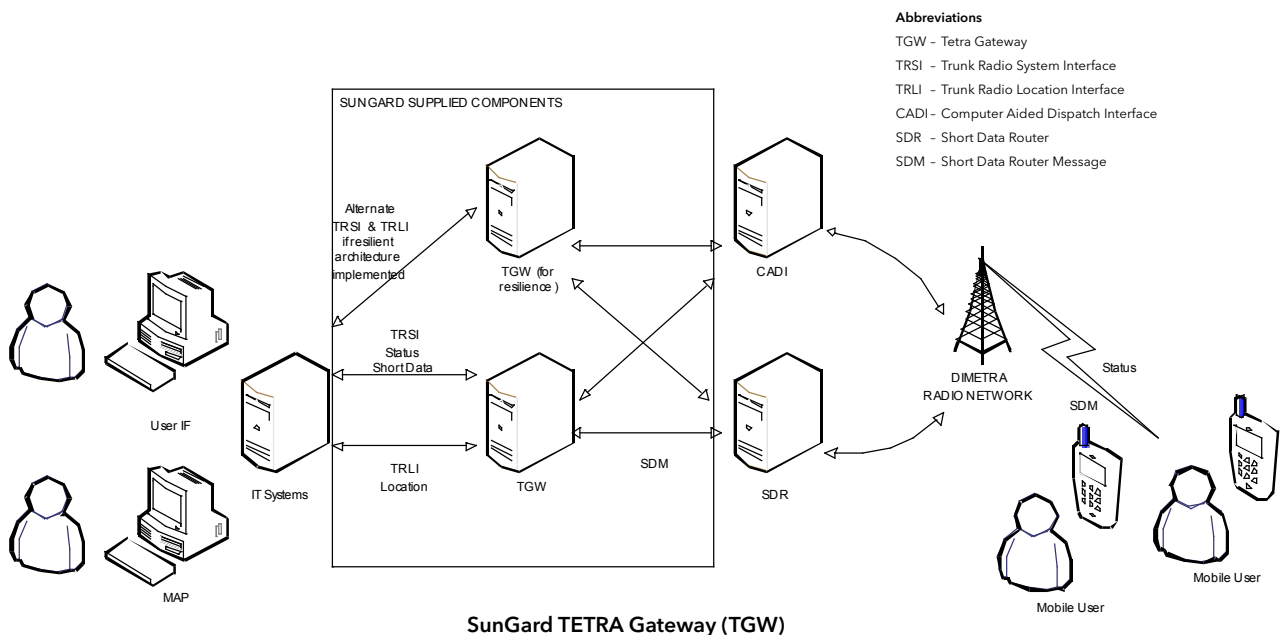 Abbreviations
TGW – Tetra Gateway
TRSI – Trunk Radio System Interface
TRLI – Trunk Radio Location Interface
CADI – Computer Aided Dispatch Interface
SDR – Short Data Router
SDM – Short Data Router Message
SUNGARD SUPPLIED COMPONENTS
Alternate
TRSI & TRLI
if resilient
architecture
implemented
TGW (for
resilience)
CADI
TRSI
Status
Short Data
DIMETRA
RADIO NETWORK
Status
SDM
User IF
IT Systems
TRLI
Location
TGW
SDM
SDR
MAP
Mobile User
Mobile User
SunGard TETRA Gateway (TGW)